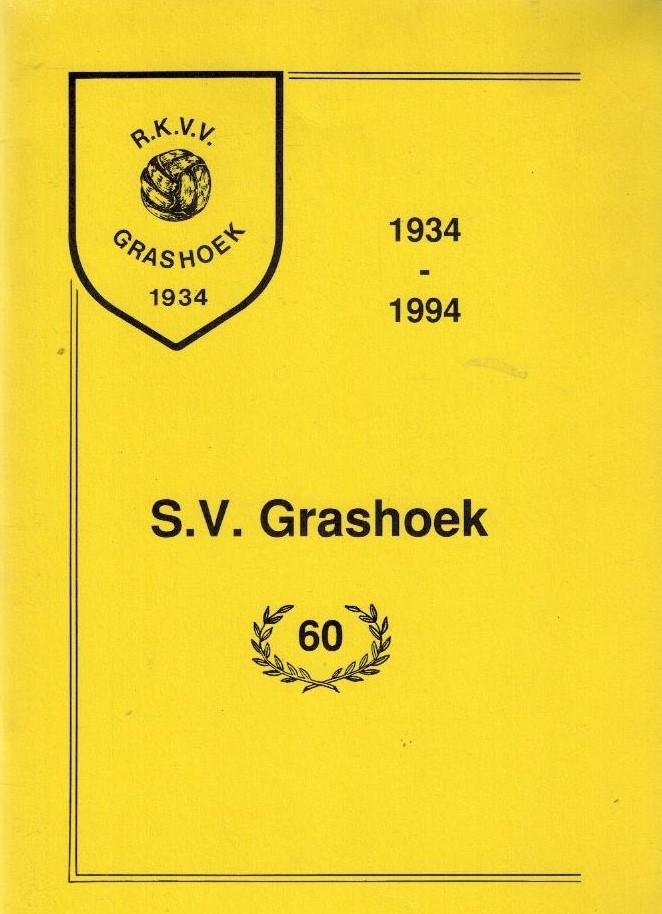 R.K.V.V.
GRASHOEK
1934
1934
-
1994
S.V. Grashoek
60